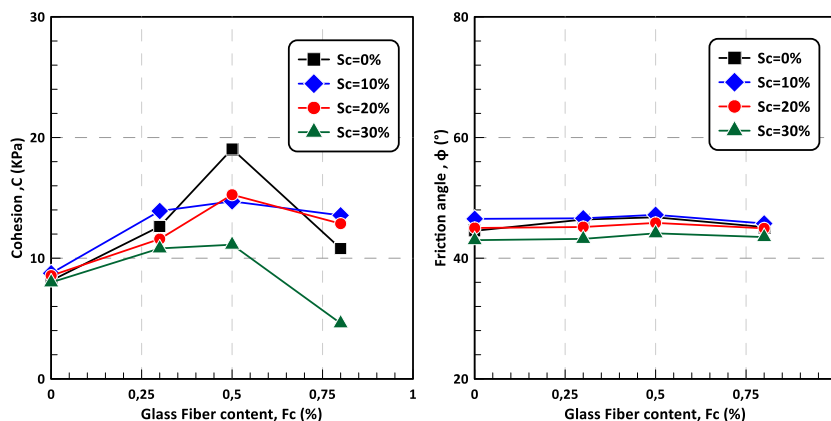 30
20
10
0
Cohesion ,C (KPa)
Sc=0%
Sc=10%
Sc=20%
Sc=30%
0
0,25
0,5
0,75
1
Glass Fiber content, Fc (%)
80
60
40
20
Friction angle , ϕ (°)
Sc=0%
Sc=10%
Sc=20%
Sc=30%
0
0,25
0,5
0,75
Glass Fiber content, Fc (%)